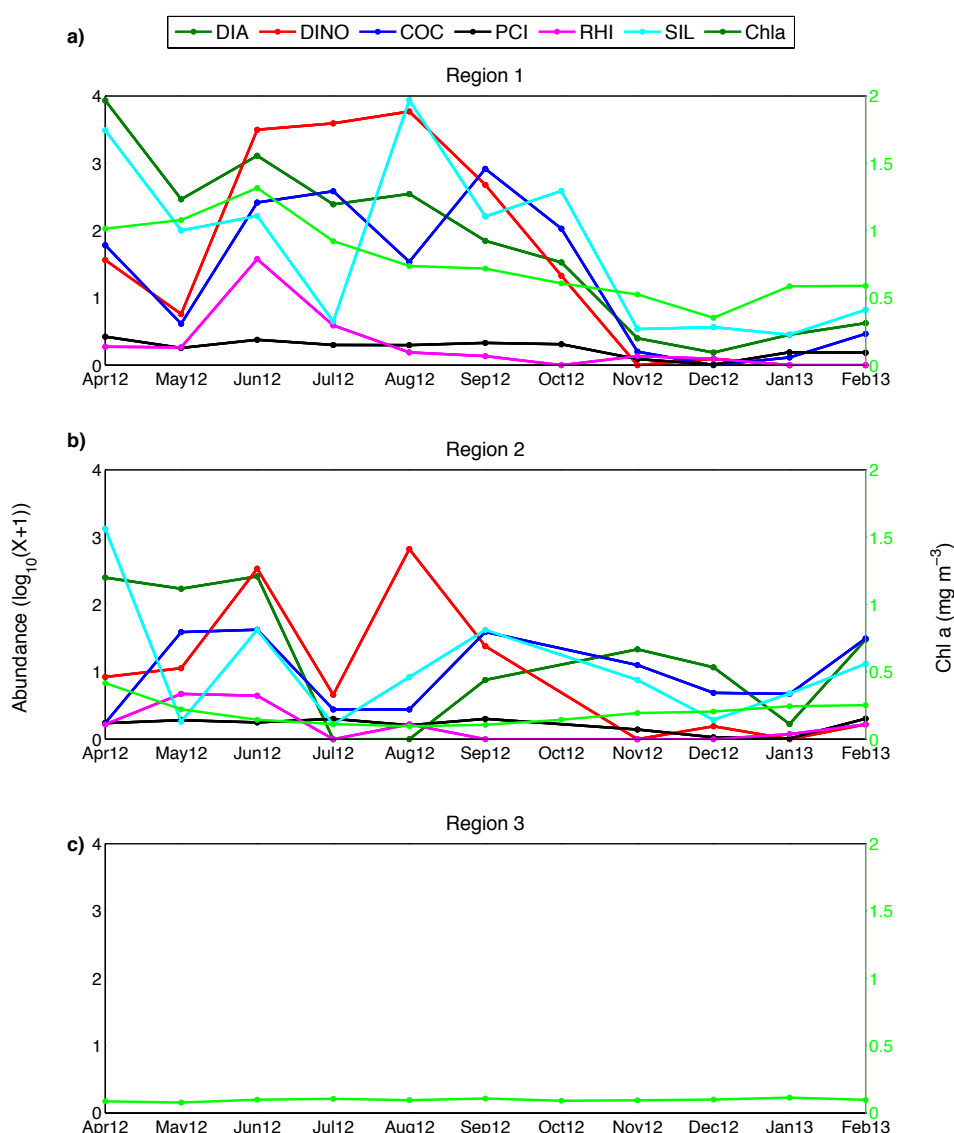 a)
DIA DINO COC PCI RHI SIL Chla
Region 1
4
3
2
1
0
2
1.5
1
0.5
0
Apr12 May12 Jun12 Jul12 Aug12 Sep12 Oct12 Nov12 Dec12 Jan13 Feb13
b)
Region 2
4
3
2
1
0
2
1.5
1
0.5
0
Apr12 May12 Jun12 Jul12 Aug12 Sep12 Oct12 Nov12 Dec12 Jan13 Feb13
Abundance (log10(X+1))
Chl a (mg m−3)
c)
Region 3
4
3
2
1
0
2
1.5
1
0.5
0
Apr12 May12 Jun12 Jul12 Aug12 Sep12 Oct12 Nov12 Dec12 Jan13 Feb13